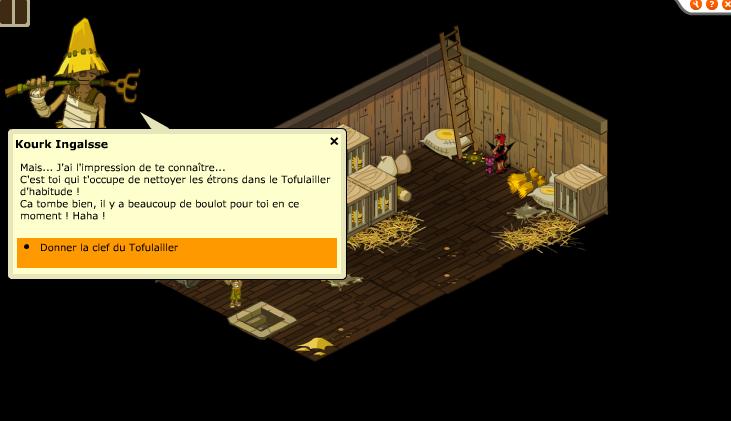 Kourk Ingalsse
Mais... J'ai l'impression de te connaître...
C'est toi qui t'occupe de nettoyer les étrons dans le Tofulailler
d'habitude !
Ca tombe bien, il y a beaucoup de boulot pour toi en ce
moment ! Haha !
Donner la clef du Tofulailler